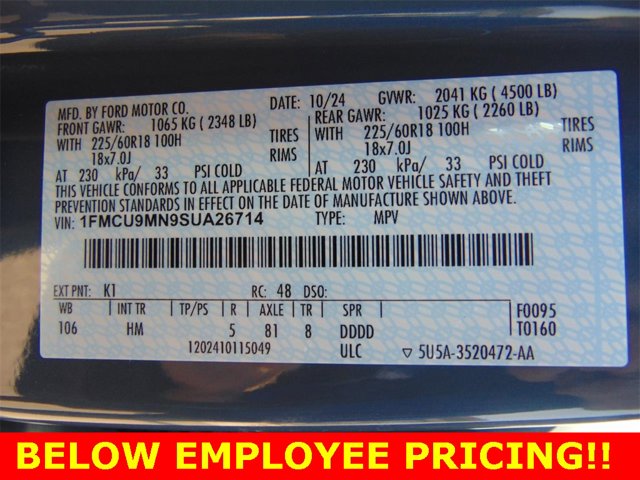 MFD. BY FORD MOTOR CO.
DATE: 10/24 GVWR: 2041 KG ( 4500 LB)
FRONT GAWR: 1065 KG ( 2348 LB)
REAR GAWR: 1025 KG ( 2260 LB)
WITH 225/60R18 100H TIRES
WITH 225/60R18 100H TIRES
18x7.0J RIMS
18x7.0J RIMS
AT 230 kPa/ 33 PSI COLD
AT 230 kPa/ 33 PSI COLD
THIS VEHICLE CONFORMS TO ALL APPLICABLE FEDERAL MOTOR VEHICLE SAFETY AND THEFT
PREVENTION STANDARDS IN EFFECT ON THE DATE OF MANUFACTURE SHOWN ABOVE.
VIN: 1FMCU9MN9SUA26714 TYPE: MPV
EXT PNT: K1 RC: 48 DSO:
WB INT TR TP/PS R AXLE TR SPR F0095
106 HM 5 81 8 DDDD T0160
1202410115049 ULC ▽ 5U5A-3520472-AA
BELOW EMPLOYEE PRICING!!